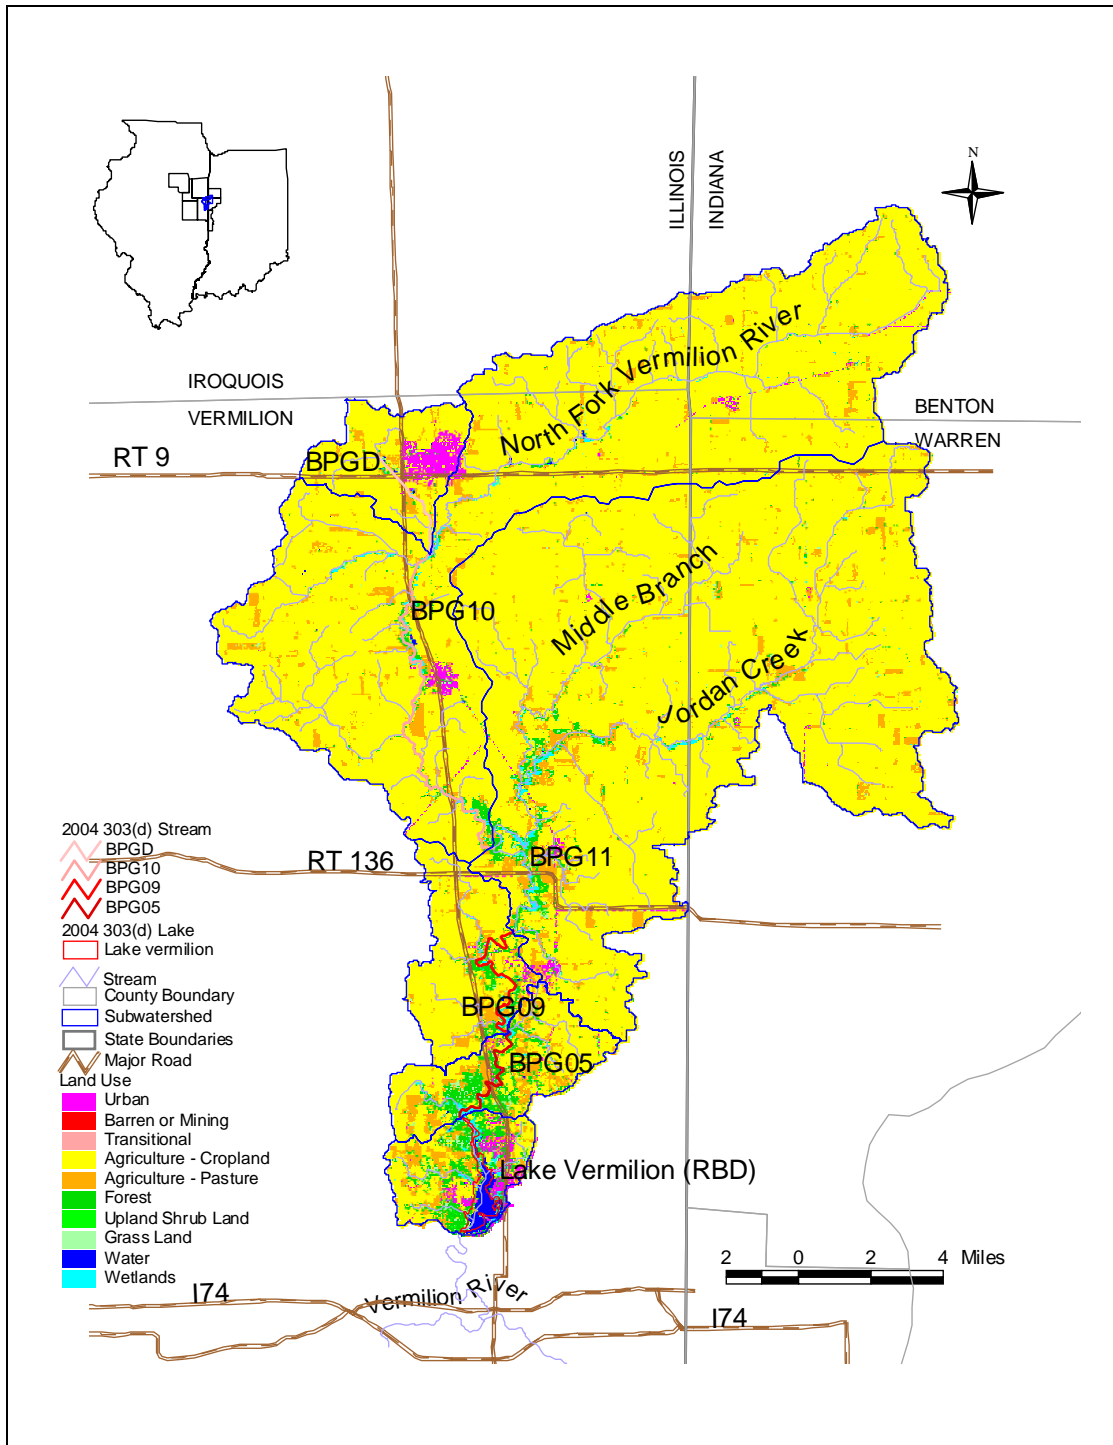 N
ILLINOIS
INDIANA
North Fork Vermilion River
IROQUOIS
VERMILION
BENTON
WARREN
RT 9
BPGD
BPG10
Middle Branch
Jordan Creek
RT 136
BPG11
BPG09
BPG05
Lake Vermilion (RBD)
2004 303(d) Stream
BPGD
BPG10
BPG09
BPG05
2004 303(d) Lake
Lake vermilion
Stream
County Boundary
Subwatershed
State Boundaries
Major Road
Land Use
Urban
Barren or Mining
Transitional
Agriculture - Cropland
Agriculture - Pasture
Forest
Upland Shrub Land
Grass Land
Water
Wetlands
2 0 2 4 Miles
I74
Vermilion River
I74